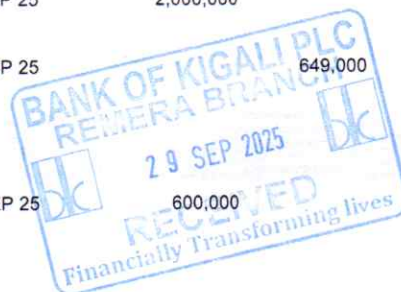 P 25 2,000,000
P 25 649,000
BANK OF KIGALI PLC
REMERA BRANCH
29 SEP 2025
P 25 600,000
RECEIVED
Financially Transforming lives